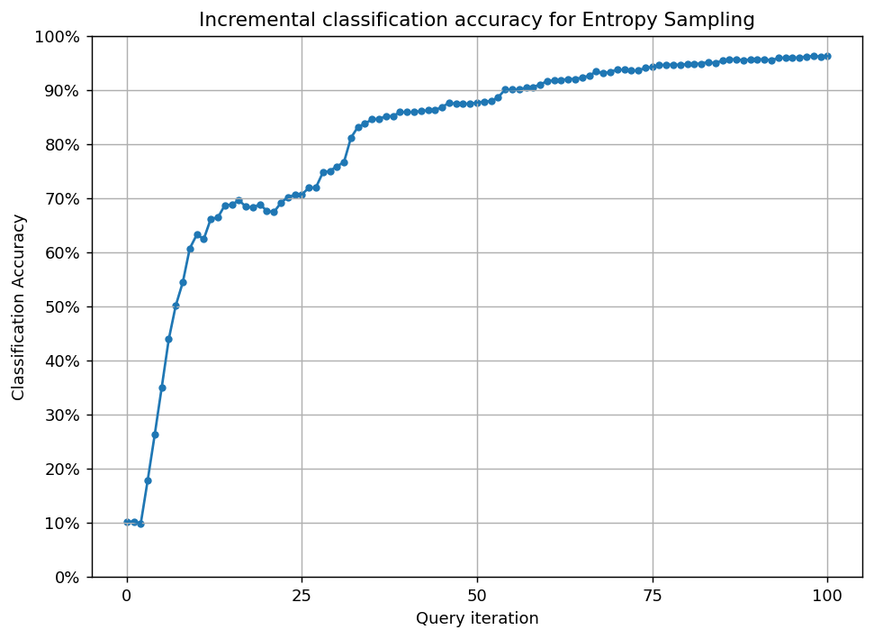 Incremental classification accuracy for Entropy Sampling
100%
90%
80%
70%
60%
50%
40%
30%
20%
10%
0%
Classification Accuracy
0 25 50 75 100
Query iteration